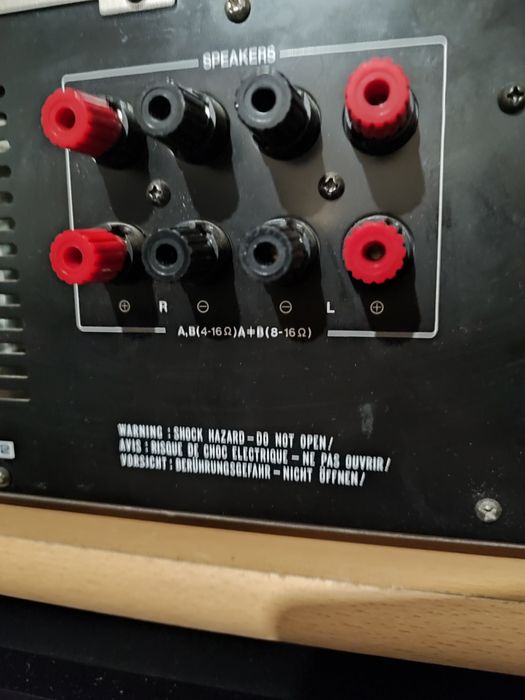 SPEAKERS
⊕ R ⊖ ⊖ L ⊕
A,B(4-16Ω)A+B(8-16Ω)
WARNING : SHOCK HAZARD – DO NOT OPEN/
AVIS : RISQUE DE CHOC ELECTRIQUE – NE PAS OUVRIR/
VORSICHT : BERÜHRUNGSGEFAHR – NICHT ÖFFNEN/